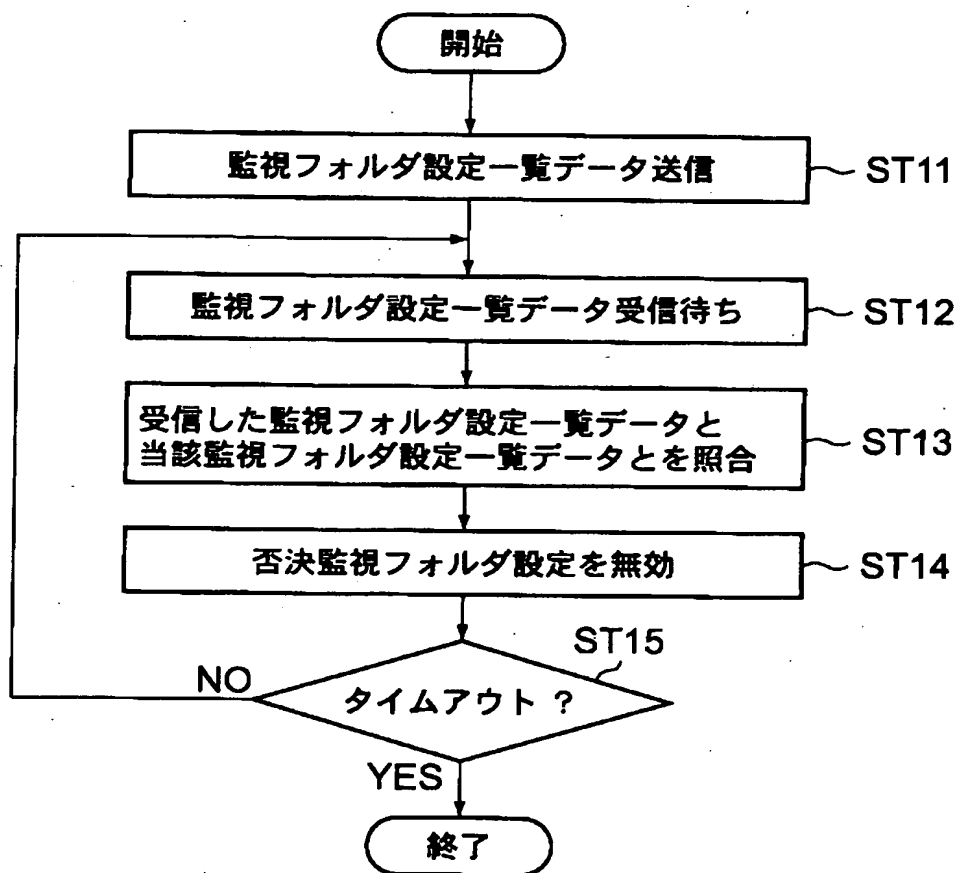 開始
監視フォルダ設定一覧データ送信
ST11
監視フォルダ設定一覧データ受信待ち
ST12
受信した監視フォルダ設定一覧データと
当該監視フォルダ設定一覧データとを照合
ST13
否決監視フォルダ設定を無効
ST14
ST15
NO
タイムアウト ?
YES
終了